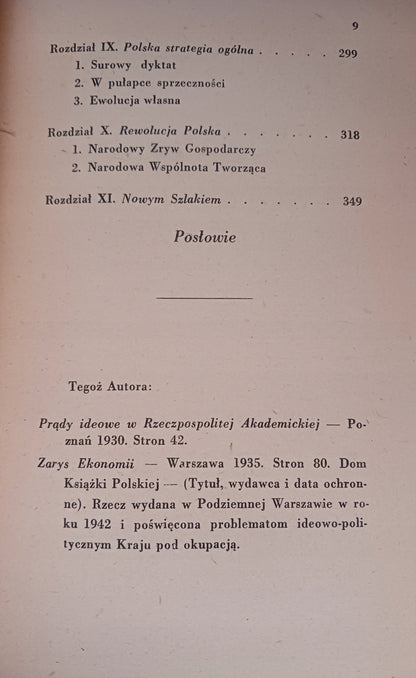 9
Rozdział IX. Polska strategia ogólna . . . . . 299
1. Surowy dyktat
2. W pułapce sprzeczności
3. Ewolucja własna
Rozdział X. Rewolucja Polska . . . . . . . 318
1. Narodowy Zryw Gospodarczy
2. Narodowa Wspólnota Tworząca
Rozdział XI. Nowym Szlakiem . . . . . . . 349
Posłowie
Tegoż Autora:
Prądy ideowe w Rzeczpospolitej Akademickiej — Po-
znań 1930. Stron 42.
Zarys Ekonomii — Warszawa 1935. Stron 80. Dom
Książki Polskiej — (Tytuł, wydawca i data ochron-
ne). Rzecz wydana w Podziemnej Warszawie w ro-
ku 1942 i poświęcona problematom ideowo-poli-
tycznym Kraju pod okupacją.